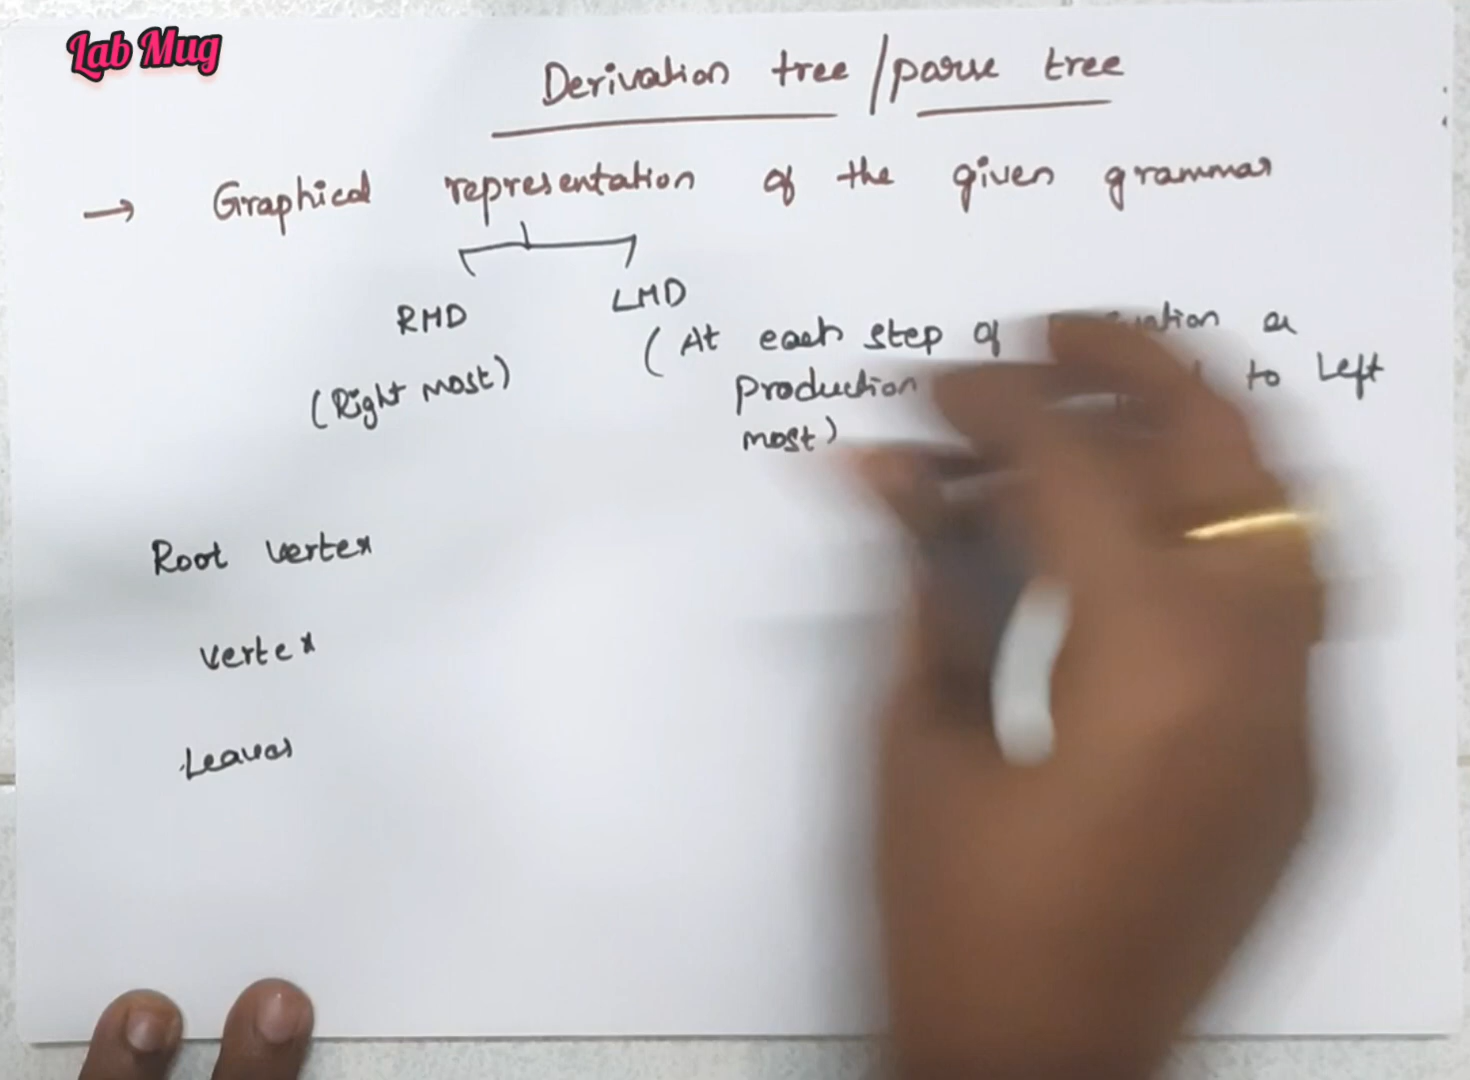 Lab Mug
Derivation tree / parse tree
→ Graphical representation of the given grammar
RMD LMD
(Right most)
(At each step of a
production to Left
most)
Root vertex
vertex
Leaves